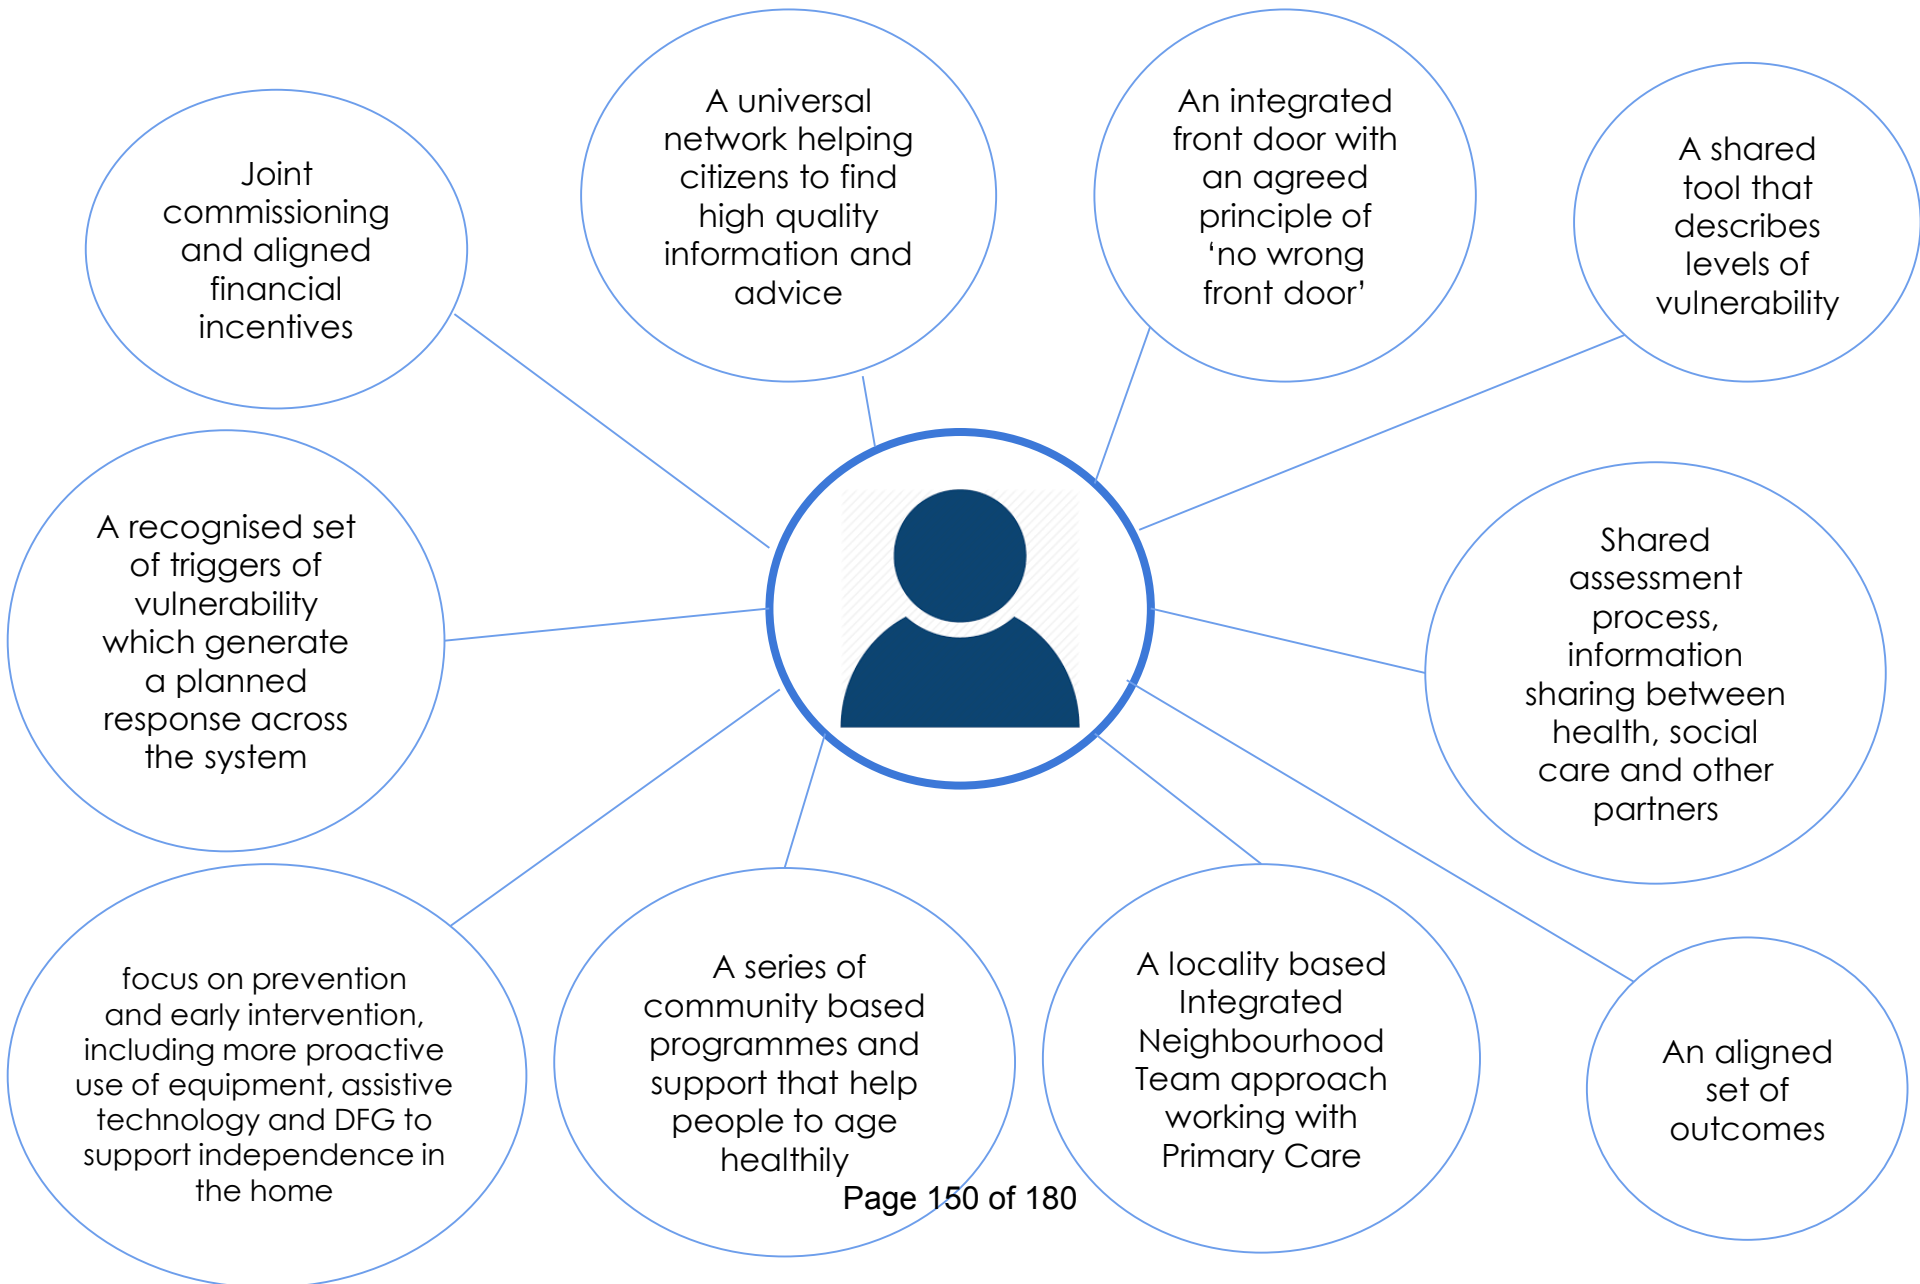 Joint
commissioning
and aligned
financial
incentives
A universal
network helping
citizens to find
high quality
information and
advice
An integrated
front door with
an agreed
principle of
‘no wrong
front door’
A shared
tool that
describes
levels of
vulnerability
A recognised set
of triggers of
vulnerability
which generate
a planned
response across
the system
Shared
assessment
process,
information
sharing between
health, social
care and other
partners
focus on prevention
and early intervention,
including more proactive
use of equipment, assistive
technology and DFG to
support independence in
the home
A series of
community based
programmes and
support that help
people to age
healthily
A locality based
Integrated
Neighbourhood
Team approach
working with
Primary Care
An aligned
set of
outcomes
Page 150 of 180